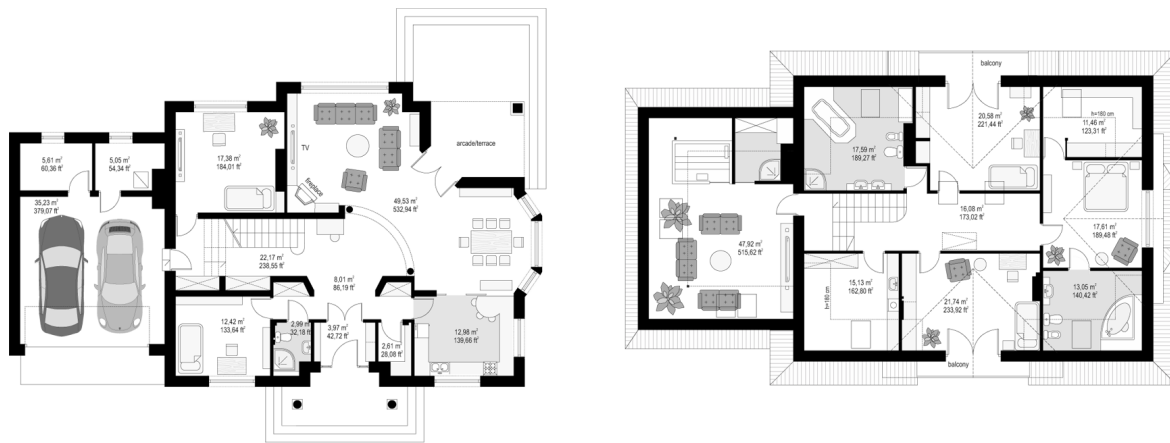 5,61 m²
60,36 ft²
5,05 m²
54,34 ft²
17,38 m²
184,01 ft²
TV
fireplace
arcade/terrace
35,23 m²
379,07 ft²
49,53 m²
532,94 ft²
22,17 m²
238,55 ft²
8,01 m²
86,19 ft²
12,42 m²
133,64 ft²
2,99 m²
32,18 ft²
3,97 m²
42,72 ft²
2,61 m²
28,08 ft²
12,98 m²
139,66 ft²
balcony
17,59 m²
189,27 ft²
20,58 m²
221,44 ft²
h=160 cm
11,46 m²
123,31 ft²
16,08 m²
173,02 ft²
17,61 m²
189,48 ft²
47,92 m²
515,62 ft²
h=160 cm
15,13 m²
162,80 ft²
21,74 m²
233,92 ft²
13,05 m²
140,42 ft²
balcony